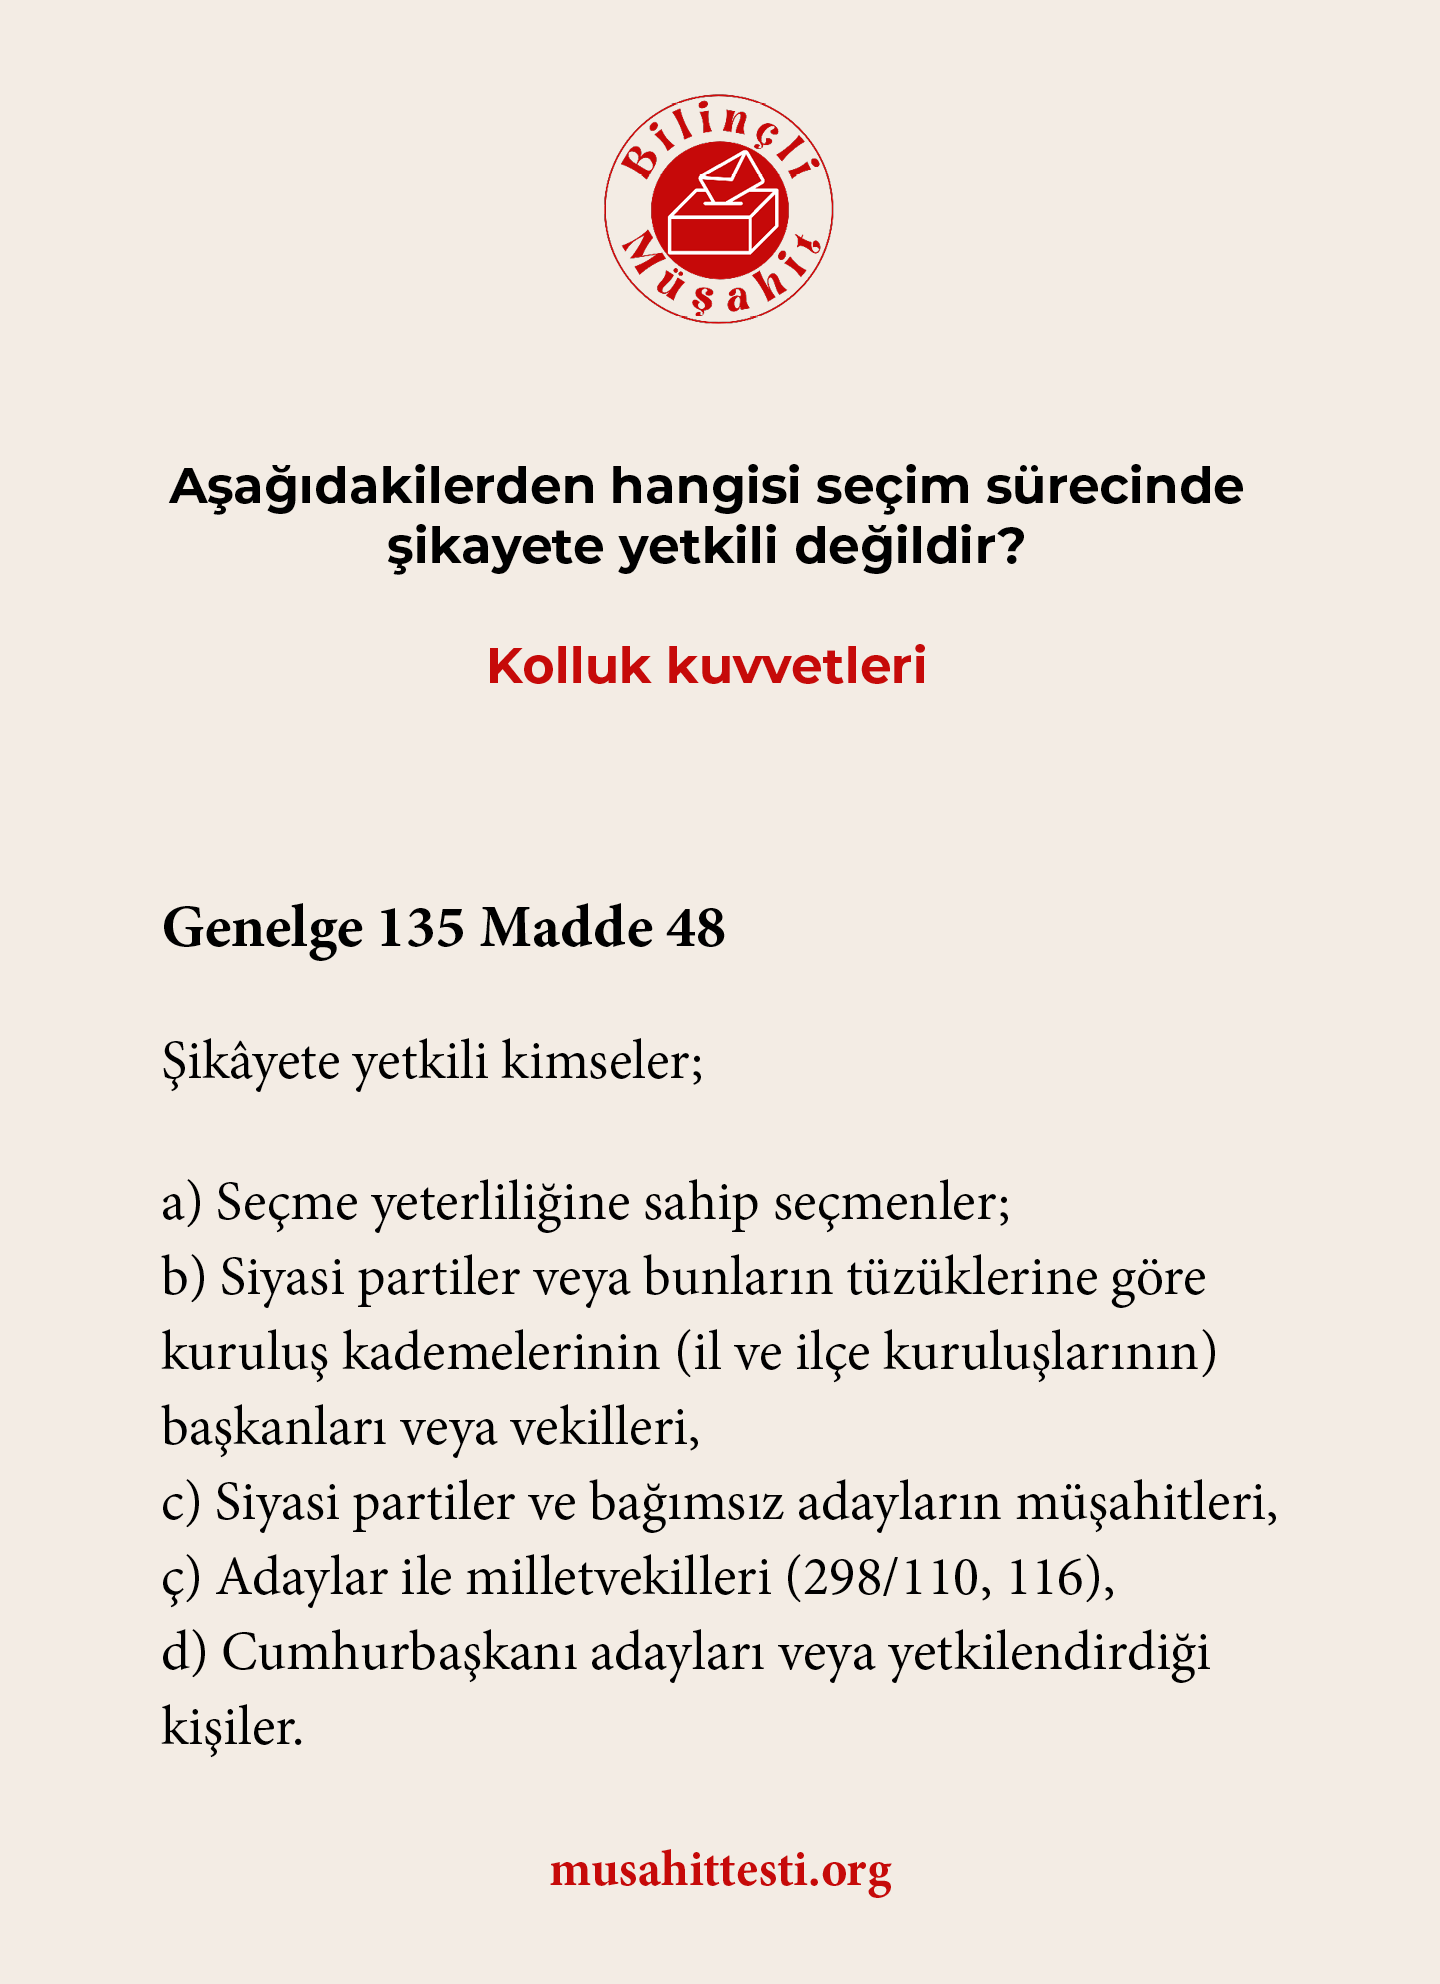 Bilinçli
Müşahit
Aşağıdakilerden hangisi seçim sürecinde
şikayete yetkili değildir?
Kolluk kuvvetleri
Genelge 135 Madde 48
Şikâyete yetkili kimseler;
a) Seçme yeterliliğine sahip seçmenler;
b) Siyasi partiler veya bunların tüzüklerine göre
kuruluş kademelerinin (il ve ilçe kuruluşlarının)
başkanları veya vekilleri,
c) Siyasi partiler ve bağımsız adayların müşahitleri,
ç) Adaylar ile milletvekilleri (298/110, 116),
d) Cumhurbaşkanı adayları veya yetkilendirdiği
kişiler.
musahittesti.org